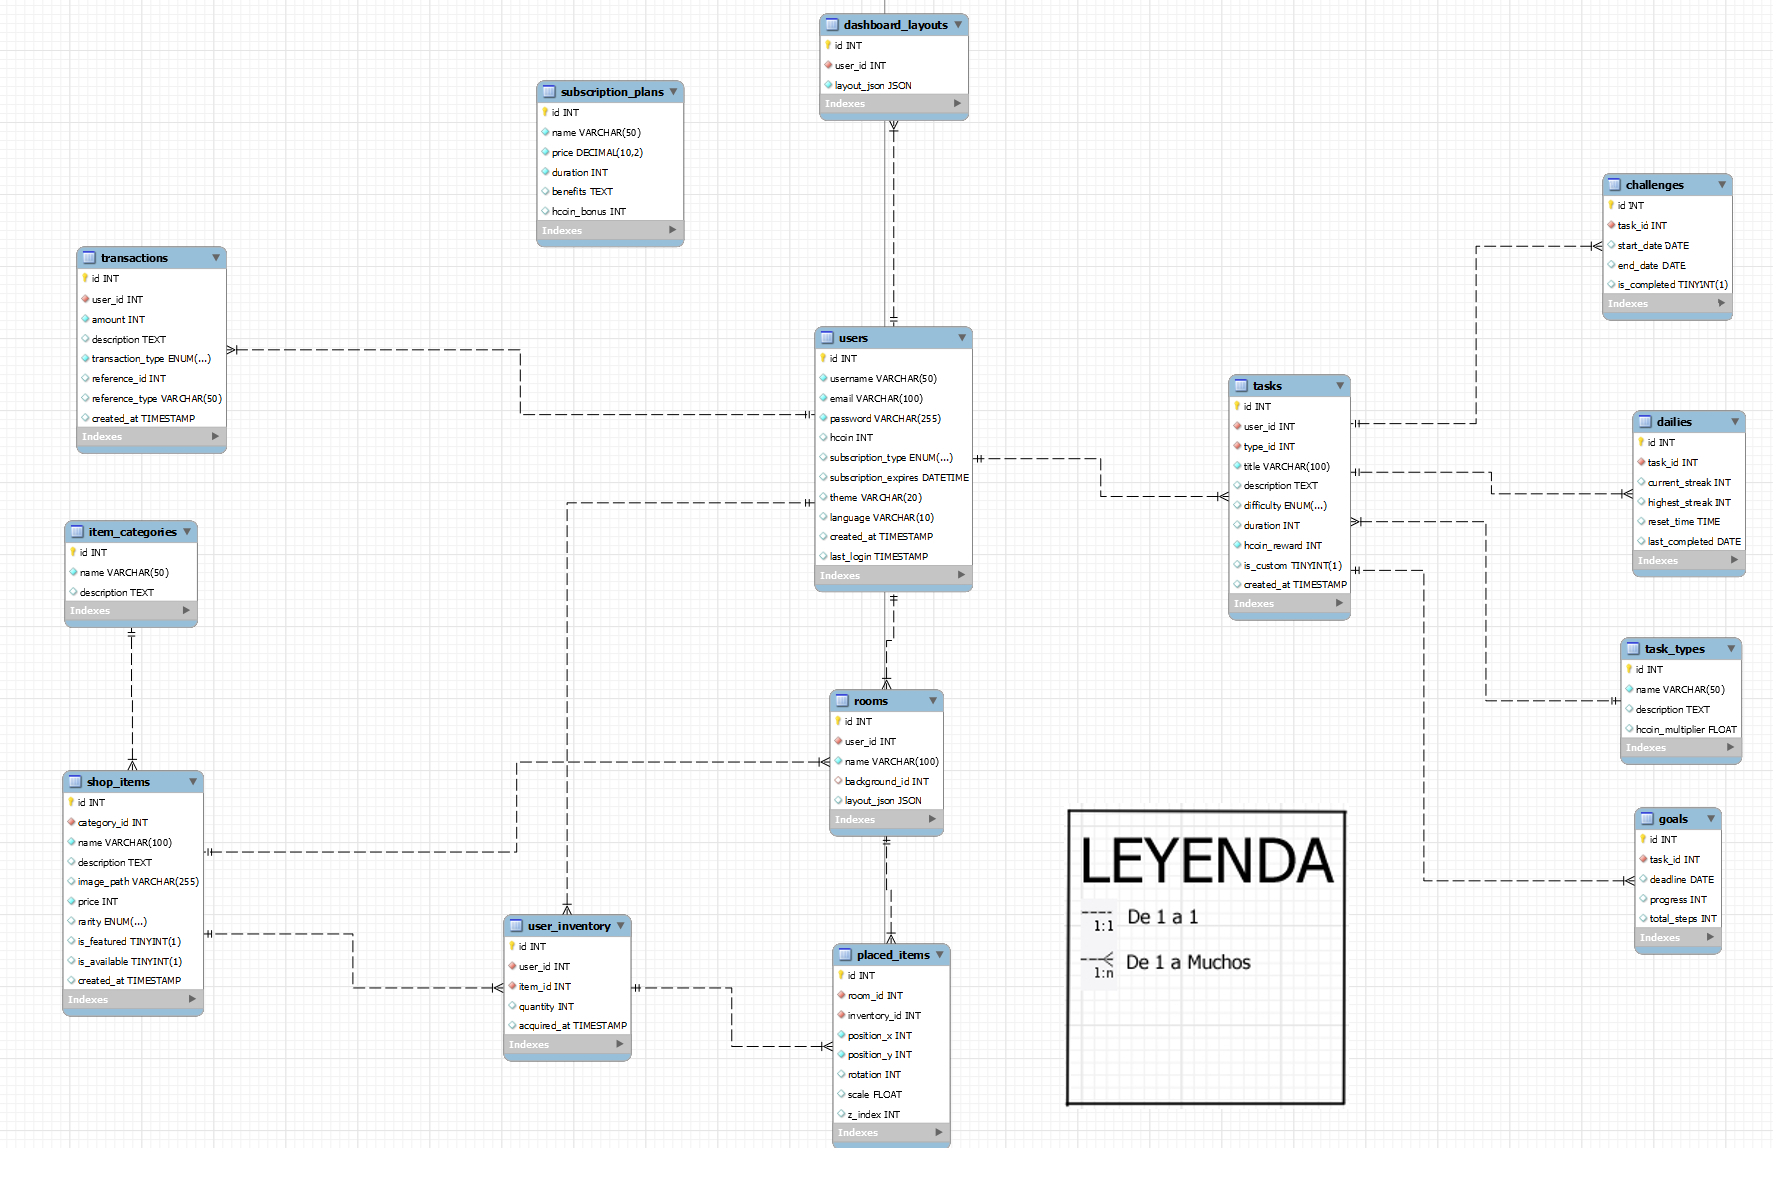 dashboard_layouts
id INT
user_id INT
layout_json JSON
Indexes
subscription_plans
id INT
name VARCHAR(50)
price DECIMAL(10,2)
duration INT
benefits TEXT
hcoin_bonus INT
Indexes
challenges
id INT
task_id INT
start_date DATE
end_date DATE
is_completed TINYINT(1)
Indexes
transactions
id INT
user_id INT
amount INT
description TEXT
transaction_type ENUM(...)
reference_id INT
reference_type VARCHAR(50)
created_at TIMESTAMP
Indexes
users
id INT
username VARCHAR(50)
email VARCHAR(100)
password VARCHAR(255)
hcoin INT
subscription_type ENUM(...)
subscription_expires DATETIME
theme VARCHAR(20)
language VARCHAR(10)
created_at TIMESTAMP
last_login TIMESTAMP
Indexes
tasks
id INT
user_id INT
type_id INT
title VARCHAR(100)
description TEXT
difficulty ENUM(...)
duration INT
hcoin_reward INT
is_custom TINYINT(1)
created_at TIMESTAMP
Indexes
dailies
id INT
task_id INT
current_streak INT
highest_streak INT
reset_time TIME
last_completed DATE
Indexes
item_categories
id INT
name VARCHAR(50)
description TEXT
Indexes
task_types
id INT
name VARCHAR(50)
description TEXT
hcoin_multiplier FLOAT
Indexes
rooms
id INT
user_id INT
name VARCHAR(100)
background_id INT
layout_json JSON
Indexes
shop_items
id INT
category_id INT
name VARCHAR(100)
description TEXT
image_path VARCHAR(255)
price INT
rarity ENUM(...)
is_featured TINYINT(1)
is_available TINYINT(1)
created_at TIMESTAMP
Indexes
goals
id INT
task_id INT
deadline DATE
progress INT
total_steps INT
Indexes
user_inventory
id INT
user_id INT
item_id INT
quantity INT
acquired_at TIMESTAMP
Indexes
placed_items
id INT
room_id INT
inventory_id INT
position_x INT
position_y INT
rotation INT
scale FLOAT
z_index INT
Indexes
LEYENDA
1:1 De 1 a 1
1:n De 1 a Muchos